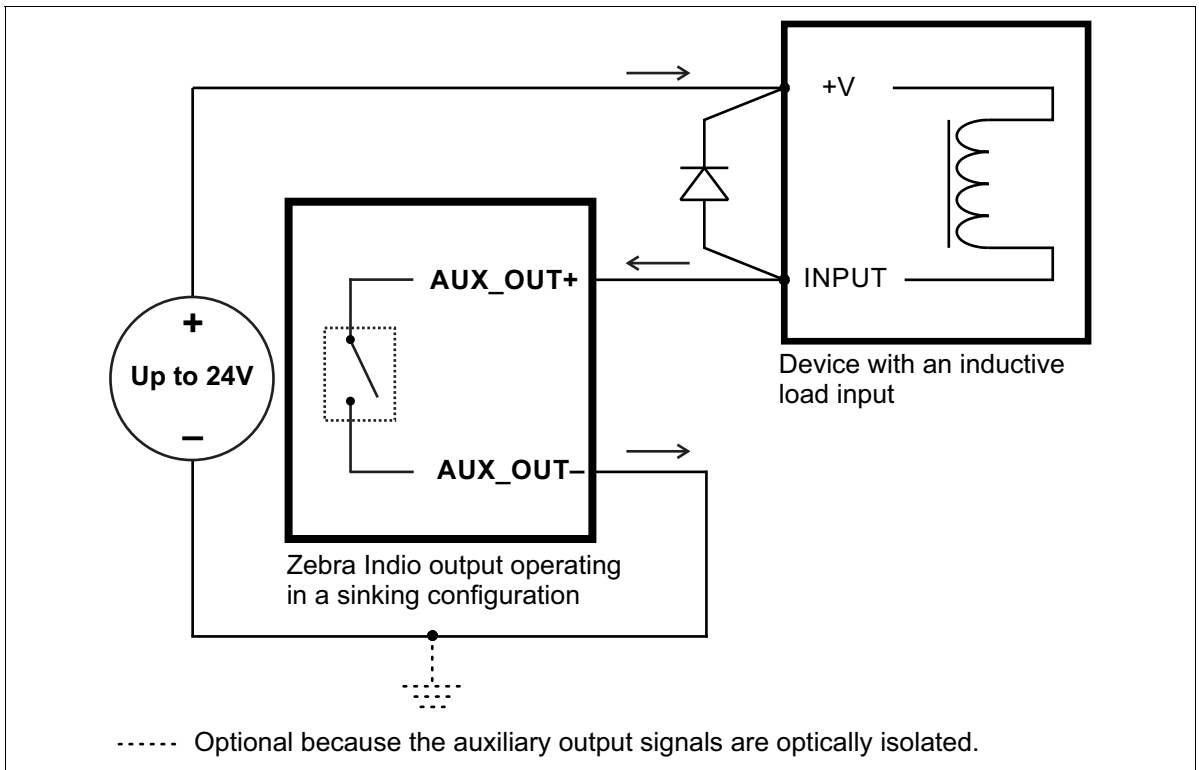 +V
INPUT
Device with an inductive
load input
AUX_OUT+
+
Up to 24V
–
AUX_OUT–
Zebra Indio output operating
in a sinking configuration
Optional because the auxiliary output signals are optically isolated.